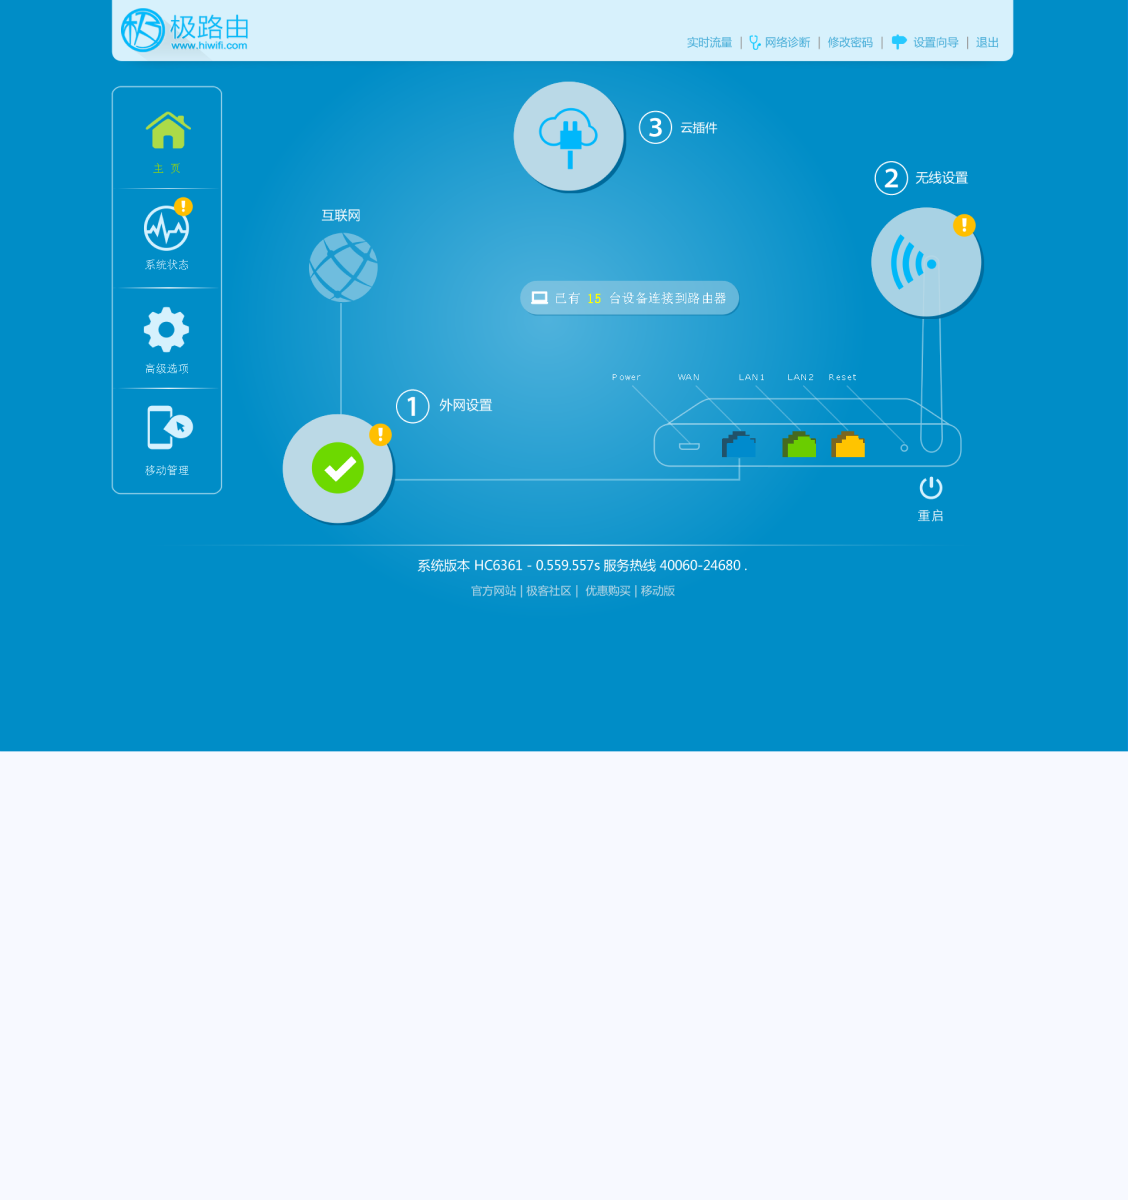 极路由
www.hiwifi.com
实时流量 | 网络诊断 | 修改密码 | 设置向导 | 退出
主 页
系统状态
高级选项
移动管理
3 云插件
2 无线设置
互联网
已有 15 台设备连接到路由器
Power WAN LAN1 LAN2 Reset
1 外网设置
重启
系统版本 HC6361 - 0.559.557s 服务热线 40060-24680 .
官方网站 | 极客社区 | 优惠购买 | 移动版